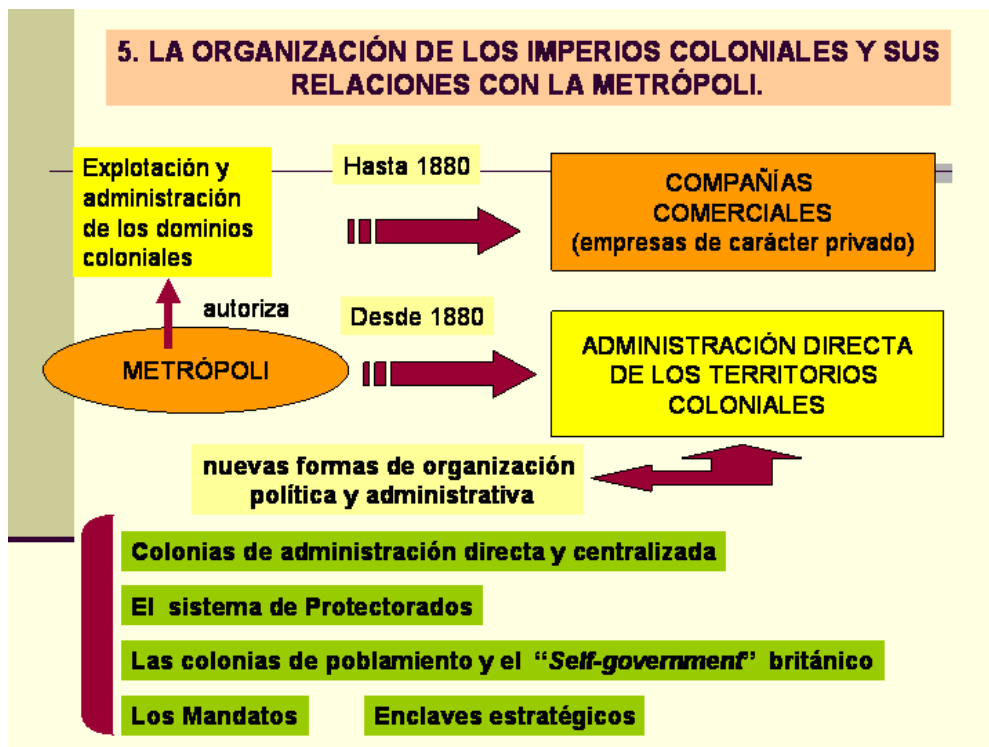 5. LA ORGANIZACIÓN DE LOS IMPERIOS COLONIALES Y SUS
RELACIONES CON LA METRÓPOLI.
Explotación y
administración
de los dominios
coloniales
Hasta 1880
COMPAÑÍAS
COMERCIALES
(empresas de carácter privado)
autoriza
METRÓPOLI
Desde 1880
ADMINISTRACIÓN DIRECTA
DE LOS TERRITORIOS
COLONIALES
nuevas formas de organización
política y administrativa
Colonias de administración directa y centralizada
El sistema de Protectorados
Las colonias de poblamiento y el “Self-government” británico
Los Mandatos
Enclaves estratégicos